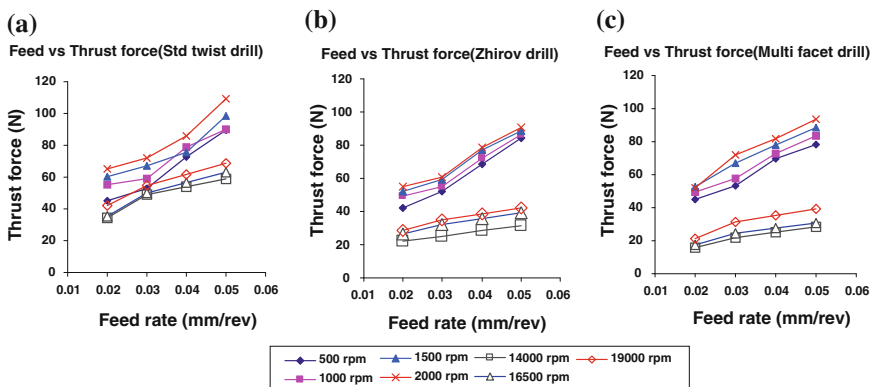 (a)
Feed vs Thrust force(Std twist drill)
120
100
80
60
40
20
0
0.01 0.02 0.03 0.04 0.05 0.06
Thrust force (N)
Feed rate (mm/rev)
(b)
Feed vs Thrust force(Zhirov drill)
120
100
80
60
40
20
0
0.01 0.02 0.03 0.04 0.05 0.06
Thrust force (N)
Feed rate (mm/rev)
(c)
Feed vs Thrust force(Multi facet drill)
120
100
80
60
40
20
0
0.01 0.02 0.03 0.04 0.05 0.06
Thrust force (N)
Feed rate (mm/rev)
500 rpm 1500 rpm 14000 rpm 19000 rpm
1000 rpm 2000 rpm 16500 rpm